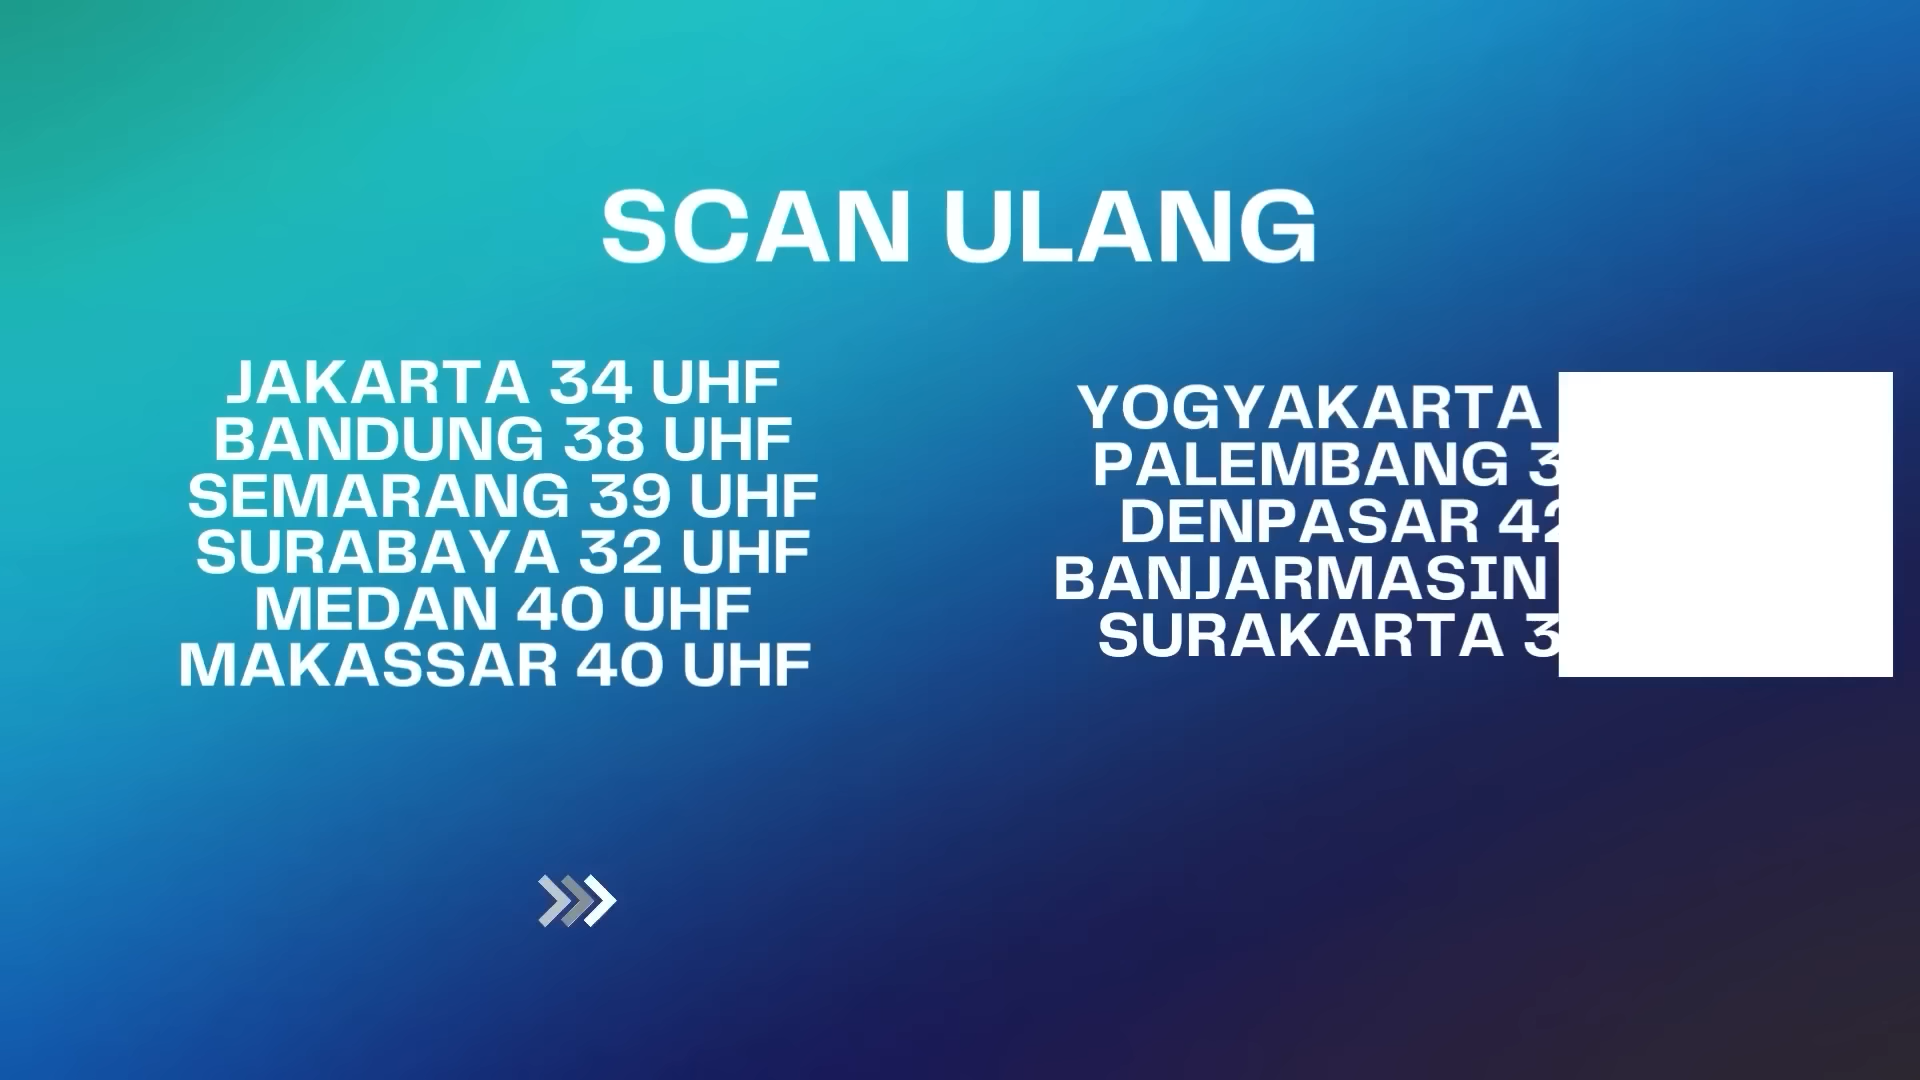 SCAN ULANG
JAKARTA 34 UHF
BANDUNG 38 UHF
SEMARANG 39 UHF
SURABAYA 32 UHF
MEDAN 40 UHF
MAKASSAR 40 UHF
YOGYAKARTA
PALEMBANG
DENPASAR 42
BANJARMASIN
SURAKARTA